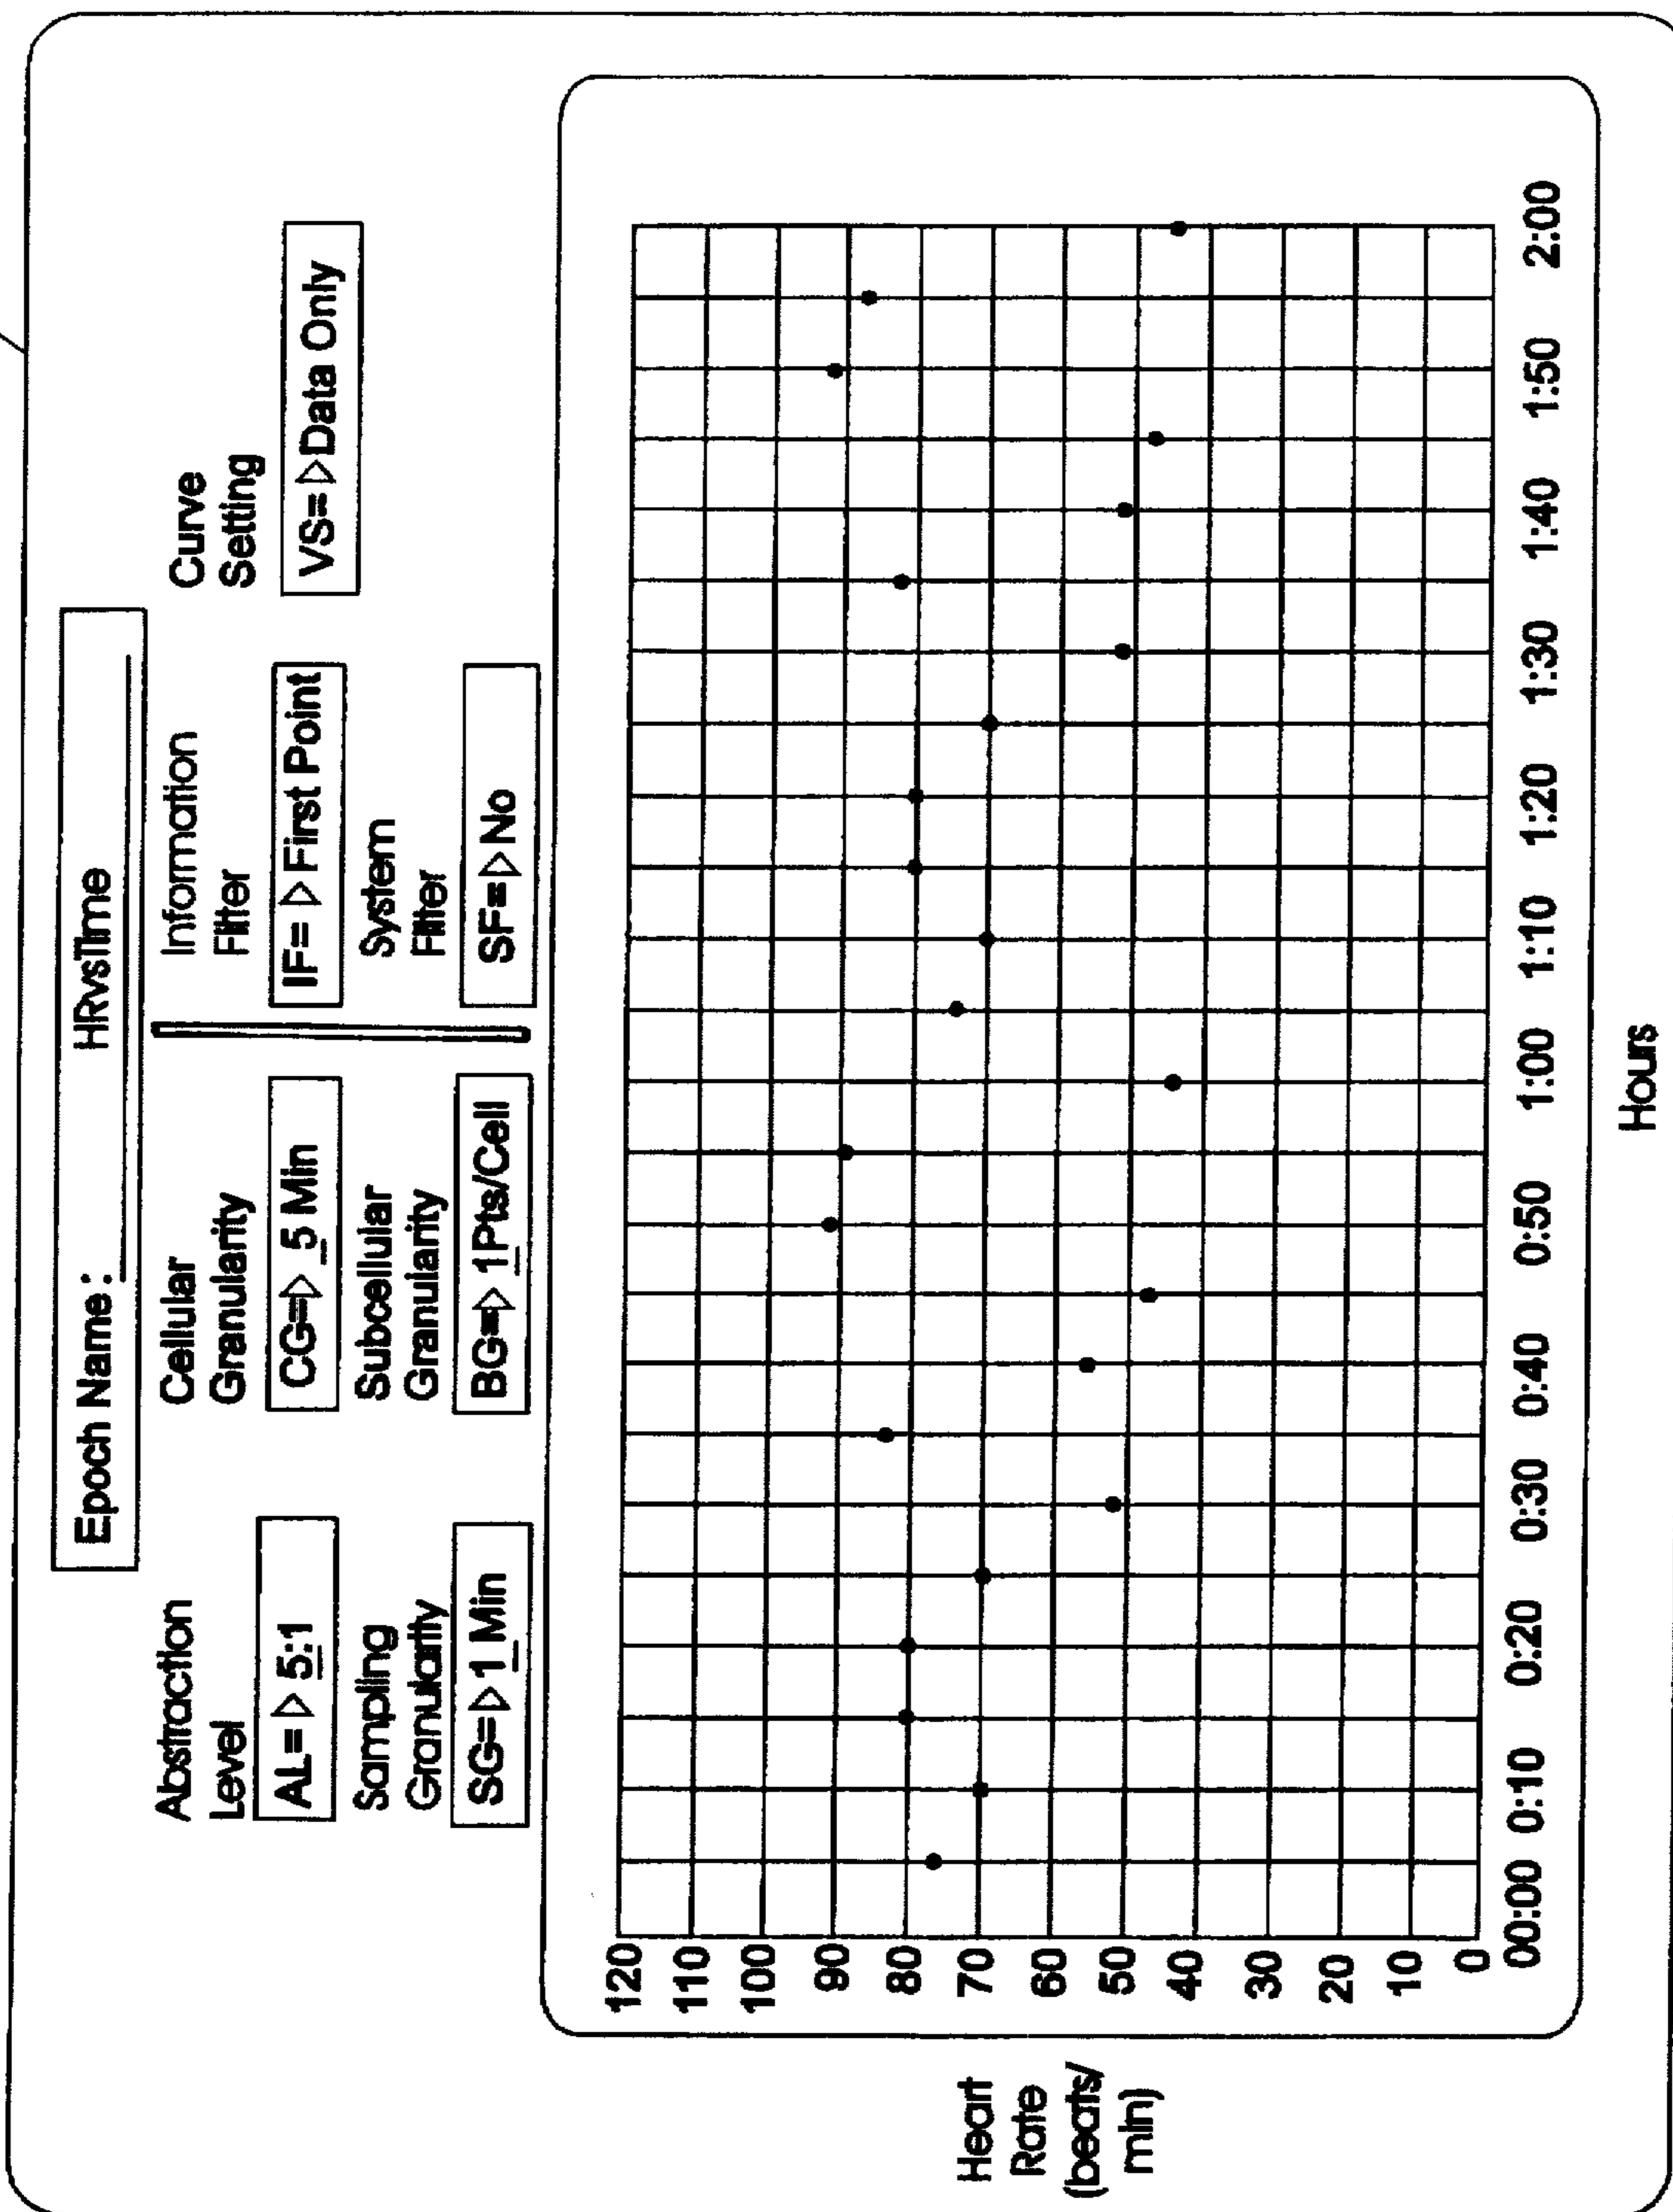 Epoch Name: HRvsTime
Abstraction
Level
AL=▷ 5:1
Sampling
Granularity
SG=▷ 1 Min
Cellular
Granularity
CG=▷ 5 Min
Subcellular
Granularity
BG=▷ 1Pts/Cell
Information
Filter
IF= ▷ First Point
System
Filter
SF=▷ No
Curve
Setting
VS=▷ Data Only
Heart
Rate
(beats/
min)
120
110
100
90
80
70
60
50
40
30
20
10
0
00:00 0:10 0:20 0:30 0:40 0:50 1:00 1:10 1:20 1:30 1:40 1:50 2:00
Hours